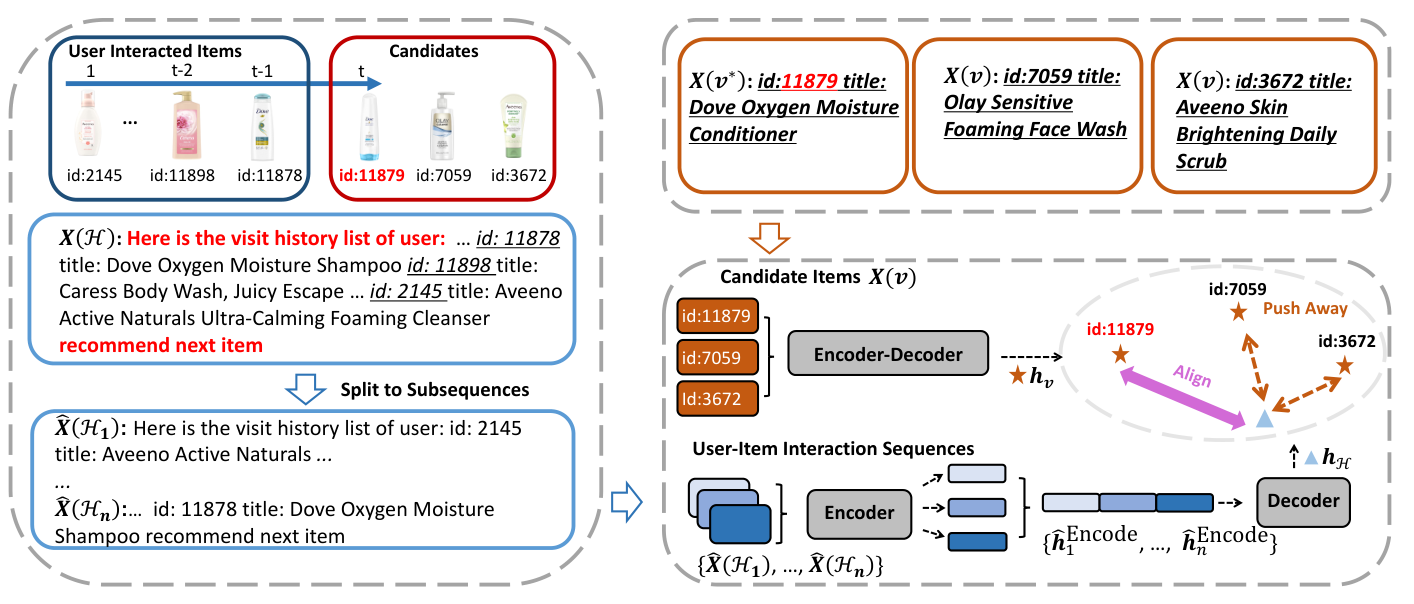 User Interacted Items
Candidates
1
t-2
t-1
t
...
id:2145
id:11898
id:11878
id:11879
id:7059
id:3672
X(ℋ): Here is the visit history list of user: … id: 11878
title: Dove Oxygen Moisture Shampoo id: 11898 title:
Caress Body Wash, Juicy Escape … id: 2145 title: Aveeno
Active Naturals Ultra-Calming Foaming Cleanser
recommend next item
Split to Subsequences
X̂(ℋ₁): Here is the visit history list of user: id: 2145
title: Aveeno Active Naturals ...
...
X̂(ℋₙ):… id: 11878 title: Dove Oxygen Moisture
Shampoo recommend next item
X(v*): id:11879 title:
Dove Oxygen Moisture
Conditioner
X(v): id:7059 title:
Olay Sensitive
Foaming Face Wash
X(v): id:3672 title:
Aveeno Skin
Brightening Daily
Scrub
Candidate Items X(v)
id:11879
id:7059
Id:3672
Encoder-Decoder
hᵥ
id:7059
Push Away
id:11879
id:3672
Align
User-Item Interaction Sequences
Encoder
{X̂(ℋ₁), …, X̂(ℋₙ)}
{ĥ₁^Encode, …, ĥₙ^Encode}
Decoder
h_ℋ